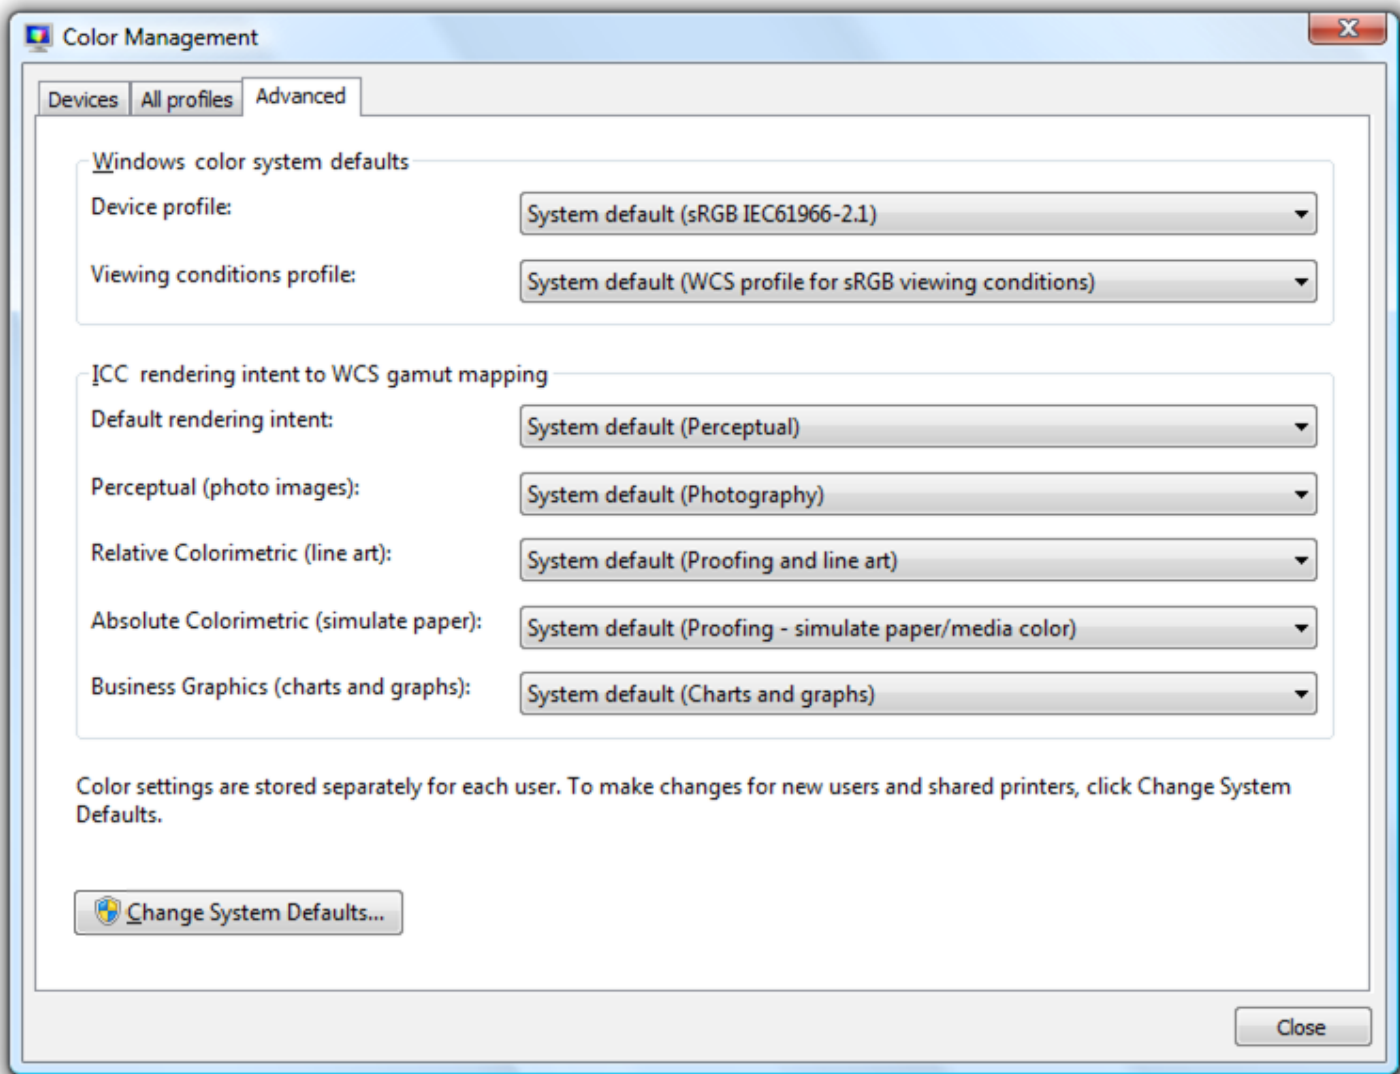 Color Management
Devices
All profiles
Advanced
Windows color system defaults
Device profile:
System default (sRGB IEC61966-2.1)
Viewing conditions profile:
System default (WCS profile for sRGB viewing conditions)
ICC rendering intent to WCS gamut mapping
Default rendering intent:
System default (Perceptual)
Perceptual (photo images):
System default (Photography)
Relative Colorimetric (line art):
System default (Proofing and line art)
Absolute Colorimetric (simulate paper):
System default (Proofing - simulate paper/media color)
Business Graphics (charts and graphs):
System default (Charts and graphs)
Color settings are stored separately for each user. To make changes for new users and shared printers, click Change System
Defaults.
Change System Defaults...
Close